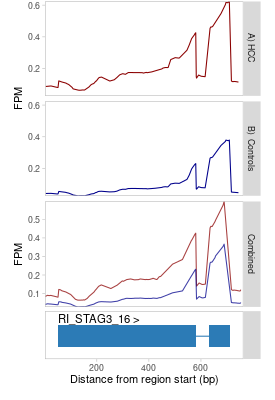 0.6
0.4
0.2
FPM
A) HCC
0.6
0.4
0.2
FPM
B) Controls
0.5
0.4
0.3
0.2
0.1
FPM
Combined
RI_STAG3_16 >
200 400 600
Distance from region start (bp)